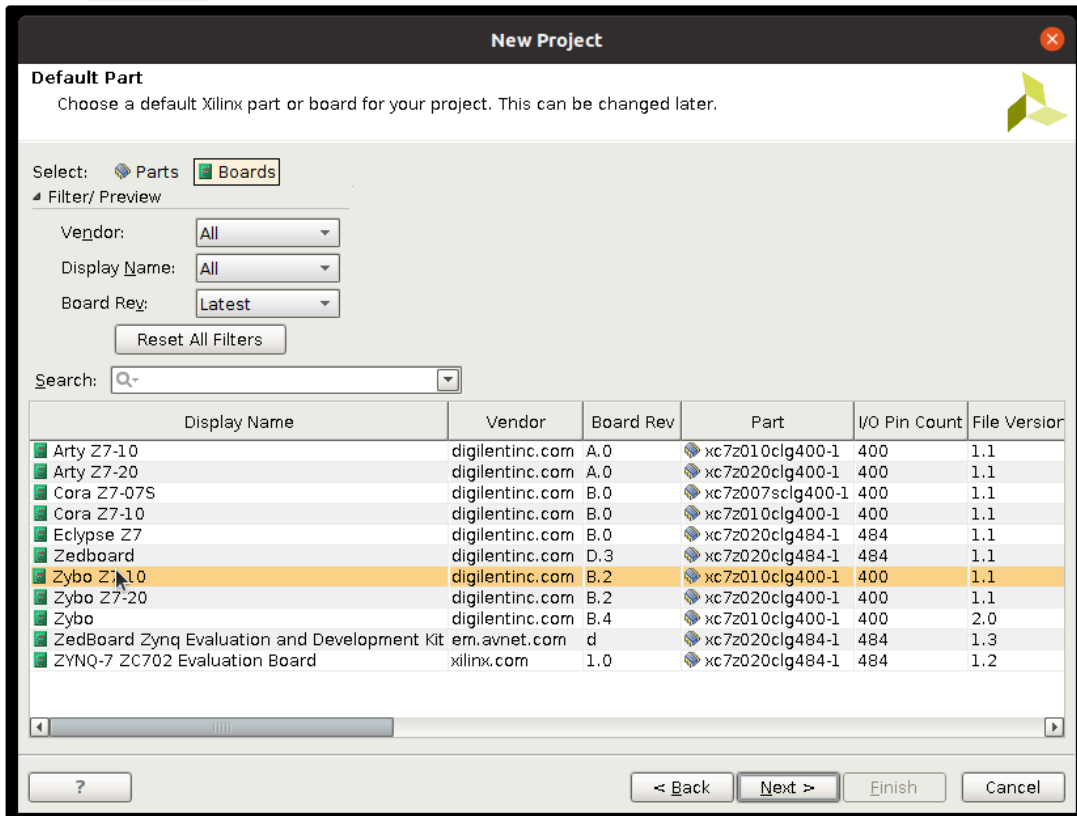 New Project
Default Part
Choose a default Xilinx part or board for your project. This can be changed later.
Select: Parts Boards
Filter/ Preview
Vendor: All
Display Name: All
Board Rev: Latest
Reset All Filters
Search:
Display Name Vendor Board Rev Part I/O Pin Count File Version
Arty Z7-10 digilentinc.com A.0 xc7z010clg400-1 400 1.1
Arty Z7-20 digilentinc.com A.0 xc7z020clg400-1 400 1.1
Cora Z7-07S digilentinc.com B.0 xc7z007sclg400-1 400 1.1
Cora Z7-10 digilentinc.com B.0 xc7z010clg400-1 400 1.1
Eclypse Z7 digilentinc.com B.0 xc7z020clg484-1 484 1.1
Zedboard digilentinc.com D.3 xc7z020clg484-1 484 1.1
Zybo Z7-10 digilentinc.com B.2 xc7z010clg400-1 400 1.1
Zybo Z7-20 digilentinc.com B.2 xc7z020clg400-1 400 1.1
Zybo digilentinc.com B.4 xc7z010clg400-1 400 2.0
ZedBoard Zynq Evaluation and Development Kit em.avnet.com d xc7z020clg484-1 484 1.3
ZYNQ-7 ZC702 Evaluation Board xilinx.com 1.0 xc7z020clg484-1 484 1.2
? < Back Next > Finish Cancel